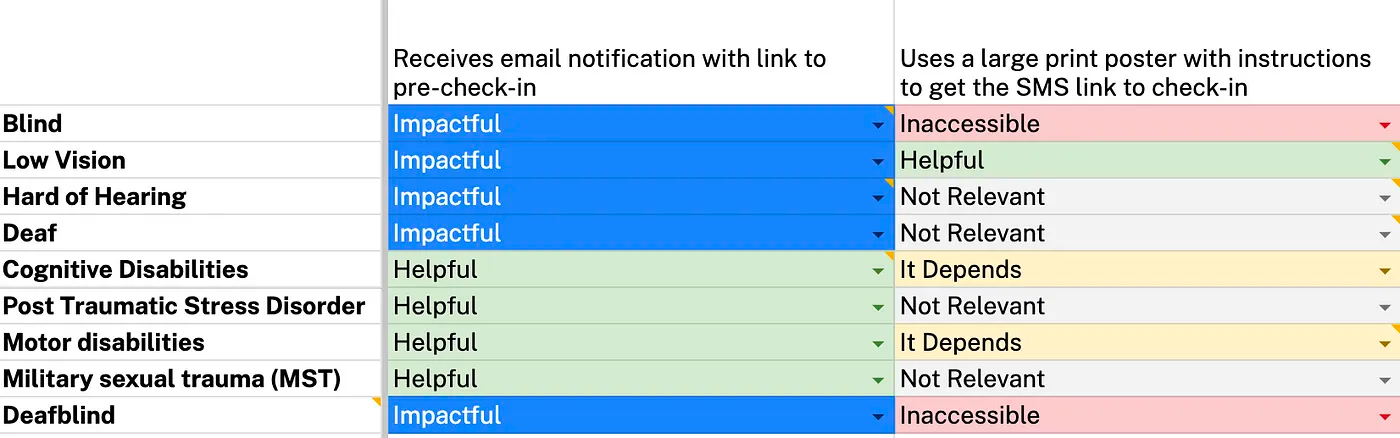 Receives email notification with link to
pre-check-in
Uses a large print poster with instructions
to get the SMS link to check-in
Blind Impactful Inaccessible
Low Vision Impactful Helpful
Hard of Hearing Impactful Not Relevant
Deaf Impactful Not Relevant
Cognitive Disabilities Helpful It Depends
Post Traumatic Stress Disorder Helpful Not Relevant
Motor disabilities Helpful It Depends
Military sexual trauma (MST) Helpful Not Relevant
Deafblind Impactful Inaccessible